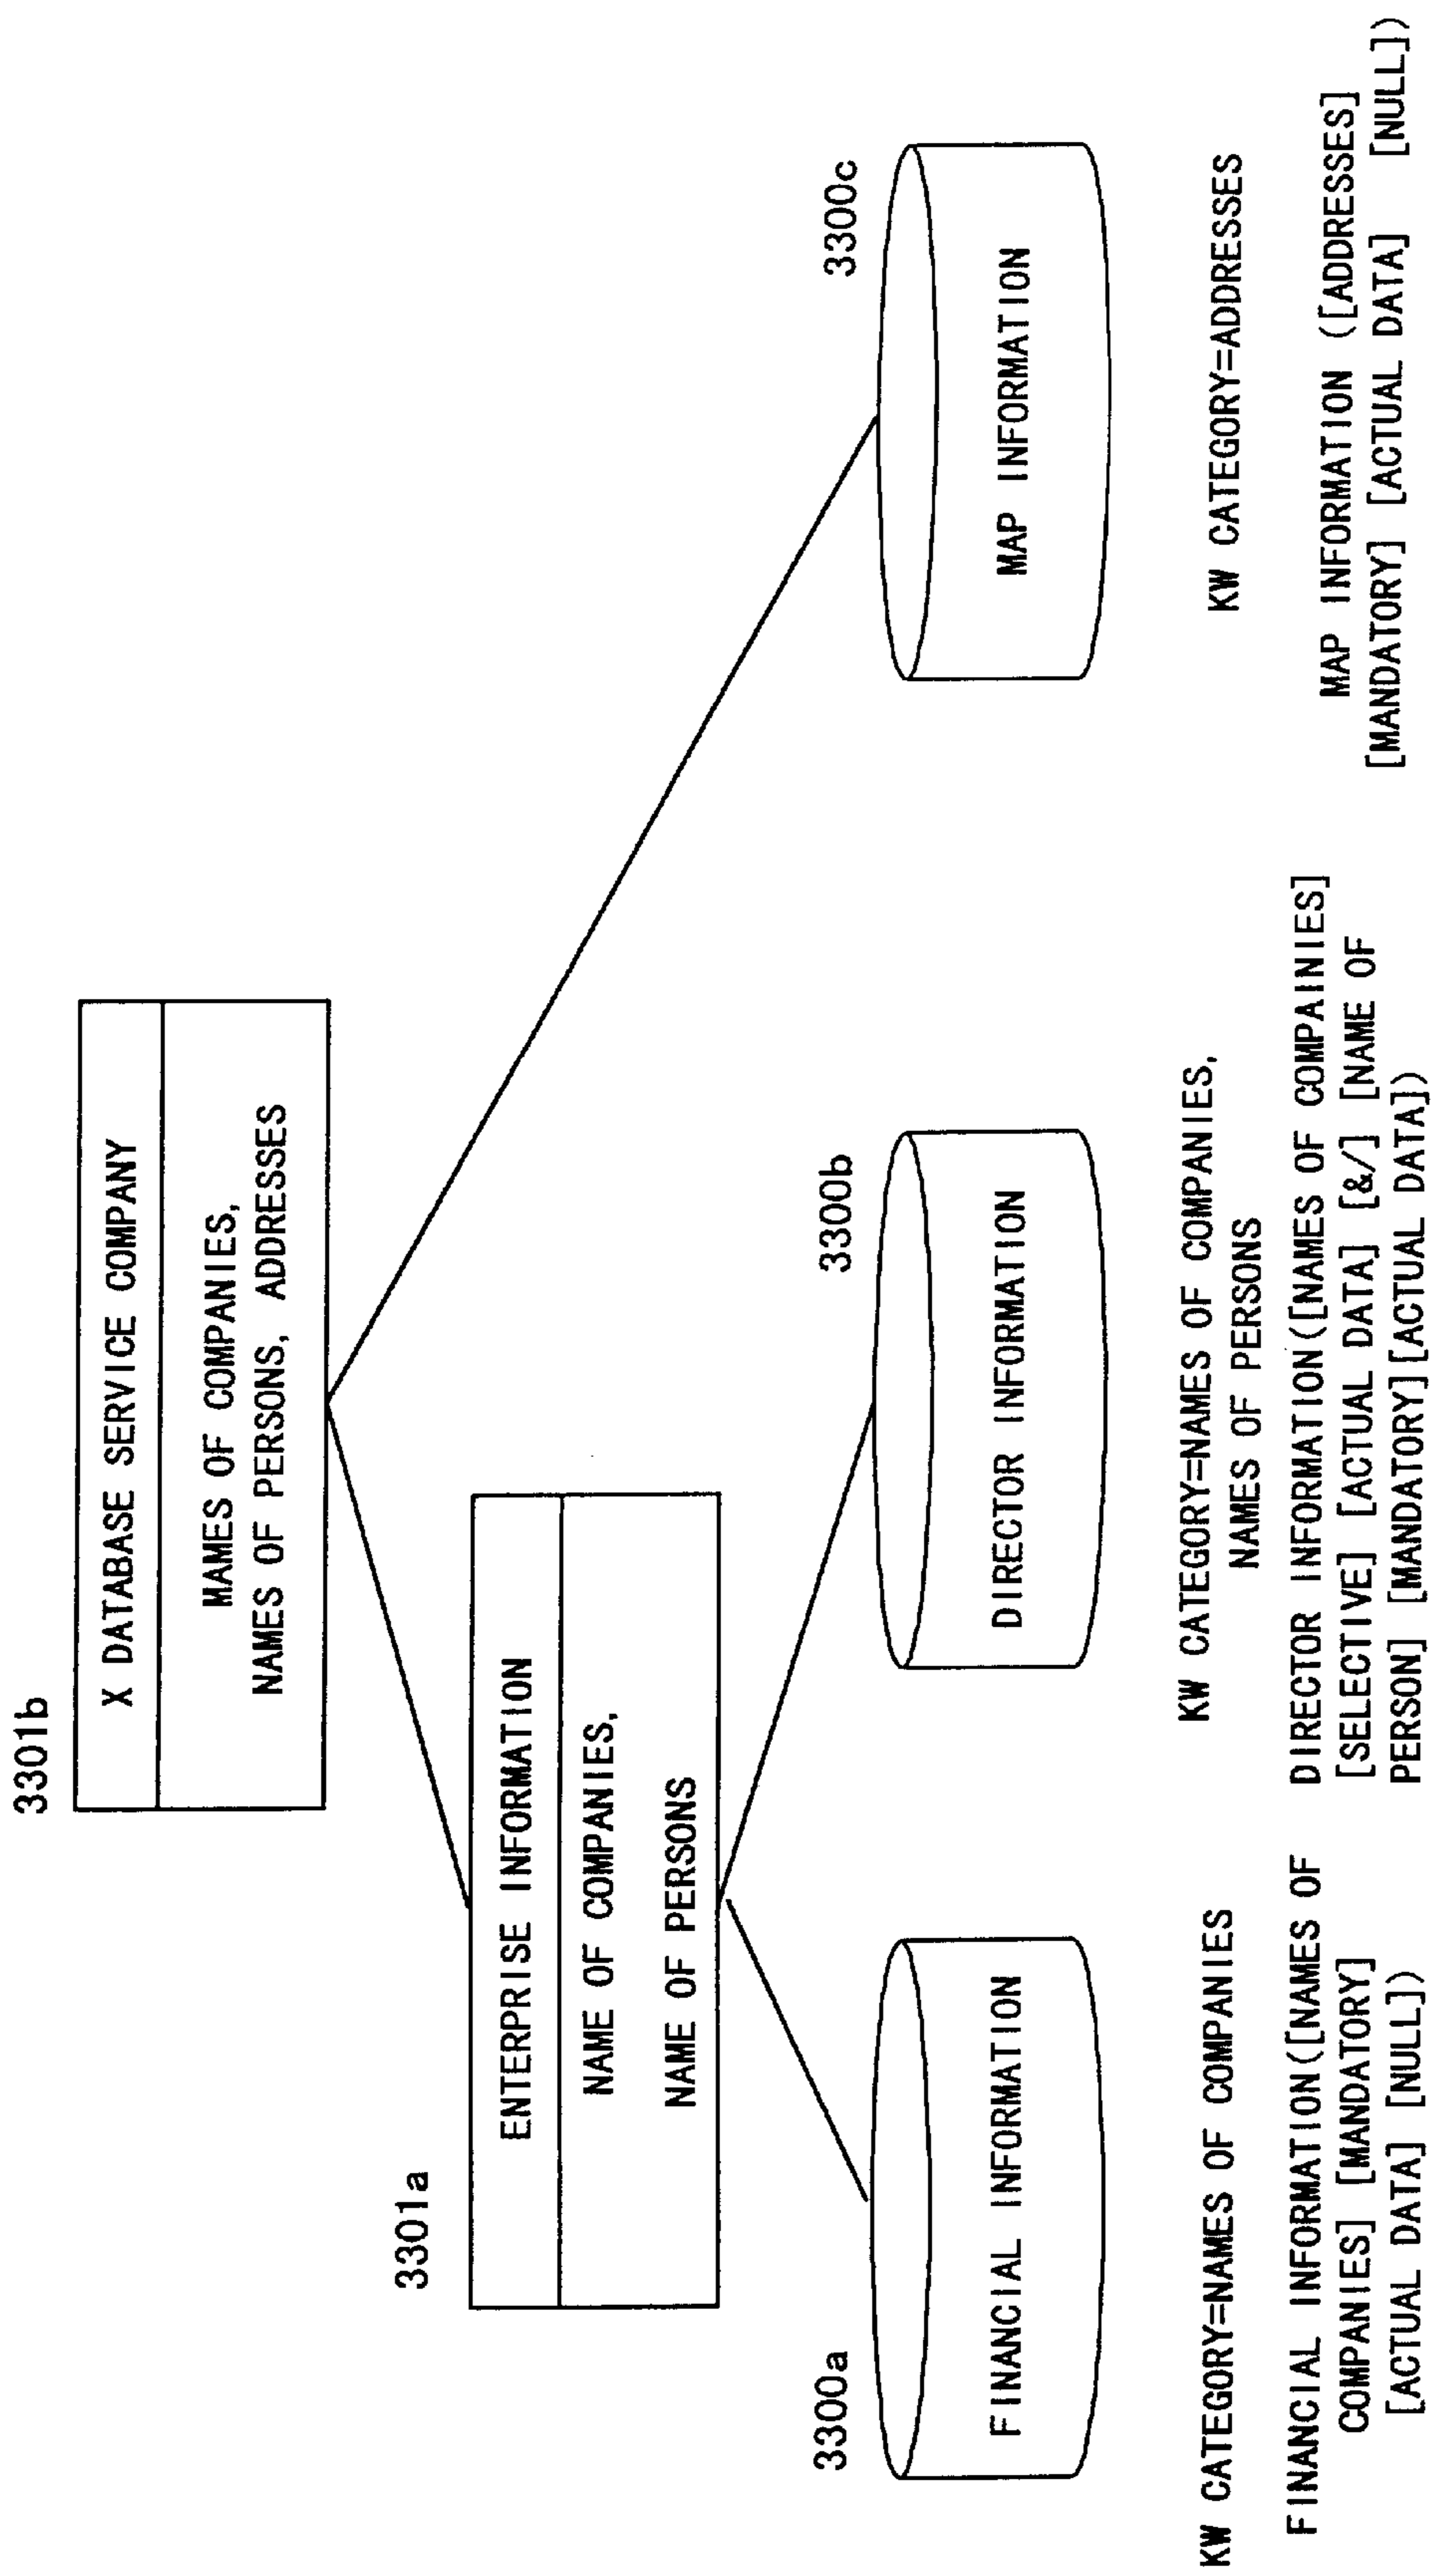 3301b
X DATABASE SERVICE COMPANY
MAMES OF COMPANIES,
NAMES OF PERSONS, ADDRESSES
3301a
ENTERPRISE INFORMATION
NAME OF COMPANIES,
NAME OF PERSONS
3300a
FINANCIAL INFORMATION
KW CATEGORY=NAMES OF COMPANIES
FINANCIAL INFORMATION([NAMES OF
COMPANIES] [MANDATORY]
[ACTUAL DATA] [NULL])
3300b
DIRECTOR INFORMATION
KW CATEGORY=NAMES OF COMPANIES,
NAMES OF PERSONS
DIRECTOR INFORMATION([NAMES OF COMPAINIES]
[SELECTIVE] [ACTUAL DATA] [&/] [NAME OF
PERSON] [MANDATORY][ACTUAL DATA])
3300c
MAP INFORMATION
KW CATEGORY=ADDRESSES
MAP INFORMATION ([ADDRESSES]
[MANDATORY] [ACTUAL DATA] [NULL])